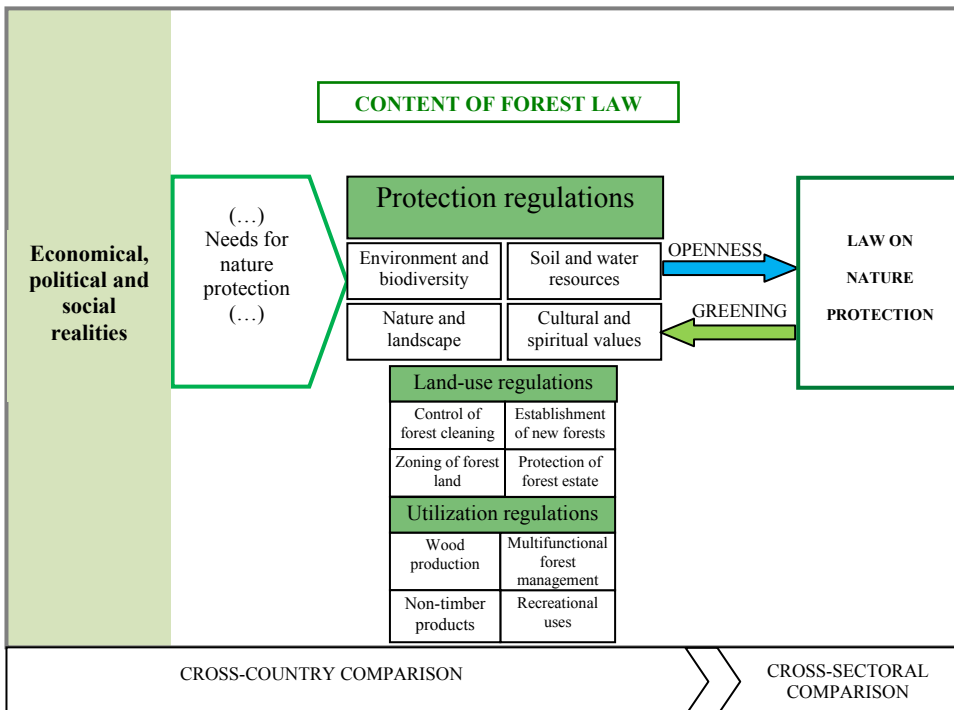 CONTENT OF FOREST LAW
Economical,
political and
social
realities
(…)
Needs for
nature
protection
(…)
Protection regulations
Environment and
biodiversity
Soil and water
resources
Nature and
landscape
Cultural and
spiritual values
OPENNESS
GREENING
LAW ON
NATURE
PROTECTION
Land-use regulations
Control of
forest cleaning
Establishment
of new forests
Zoning of forest
land
Protection of
forest estate
Utilization regulations
Wood
production
Multifunctional
forest
management
Non-timber
products
Recreational
uses
CROSS-COUNTRY COMPARISON
CROSS-SECTORAL
COMPARISON